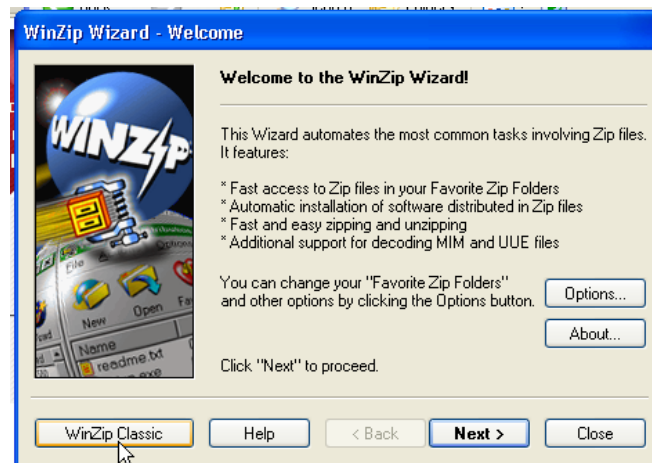 WinZip Wizard - Welcome
Welcome to the WinZip Wizard!
This Wizard automates the most common tasks involving Zip files.
It features:
* Fast access to Zip files in your Favorite Zip Folders
* Automatic installation of software distributed in Zip files
* Fast and easy zipping and unzipping
* Additional support for decoding MIM and UUE files
You can change your "Favorite Zip Folders"
and other options by clicking the Options button.
Options...
About...
Click "Next" to proceed.
WINZIP
File
Options
New
Open
Name
readme.txt
WinZip Classic
Help
< Back
Next >
Close